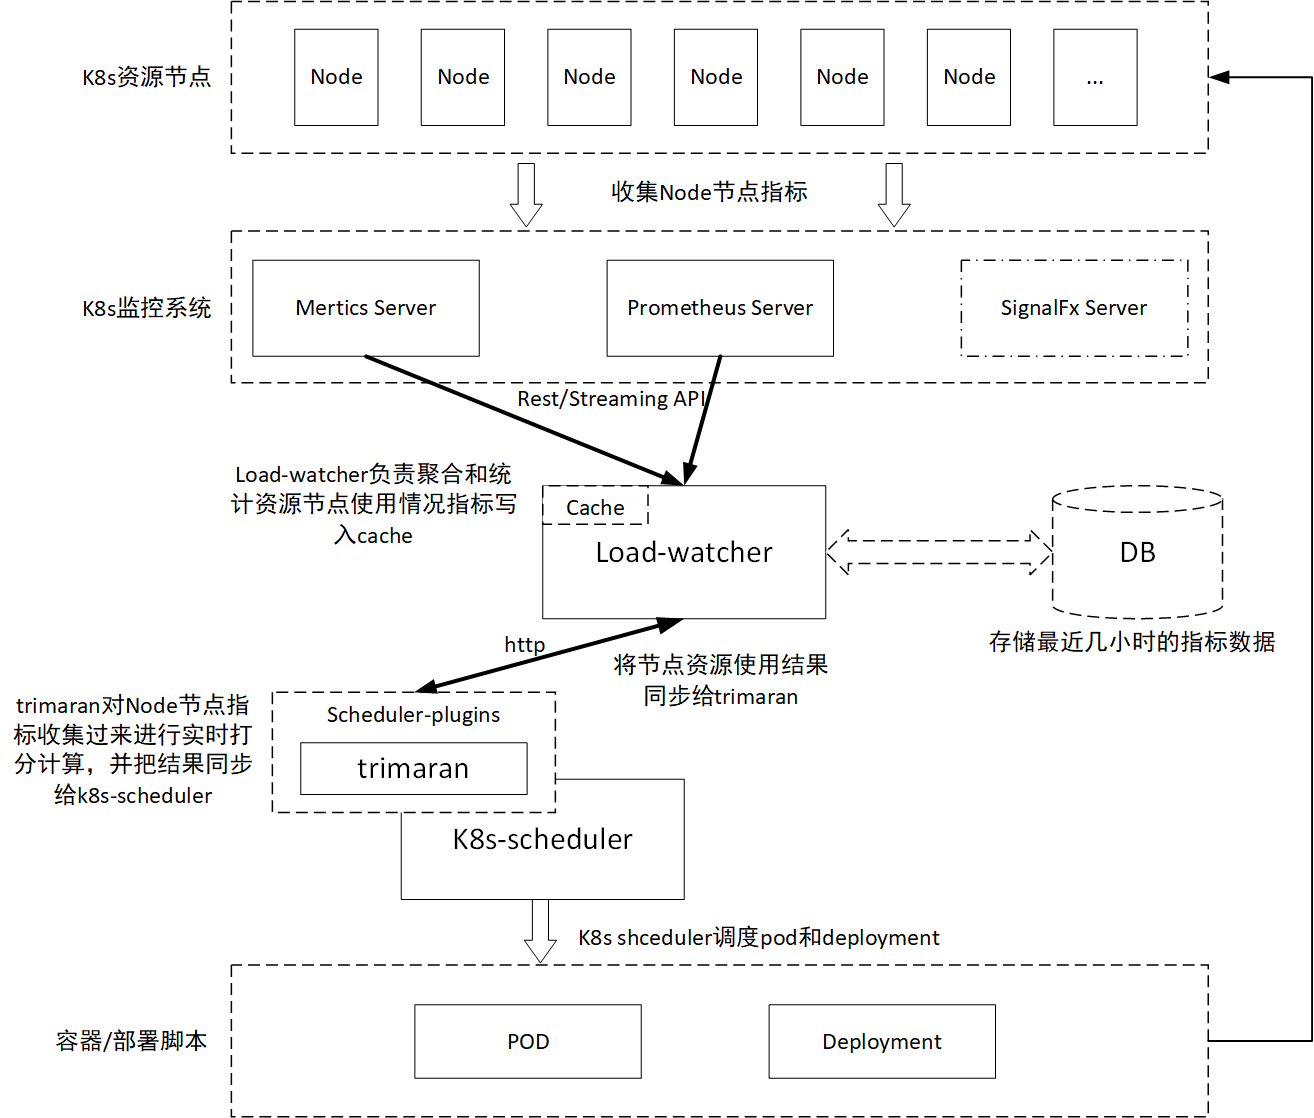 K8s资源节点
Node
Node
Node
Node
Node
Node
...
收集Node节点指标
K8s监控系统
Mertics Server
Prometheus Server
SignalFx Server
Rest/Streaming API
Load-watcher负责聚合和统
计资源节点使用情况指标写
入cache
Cache
Load-watcher
DB
存储最近几小时的指标数据
http
将节点资源使用结果
同步给trimaran
trimaran对Node节点指
标收集过来进行实时打
分计算，并把结果同步
给k8s-scheduler
Scheduler-plugins
trimaran
K8s-scheduler
K8s shceduler调度pod和deployment
容器/部署脚本
POD
Deployment